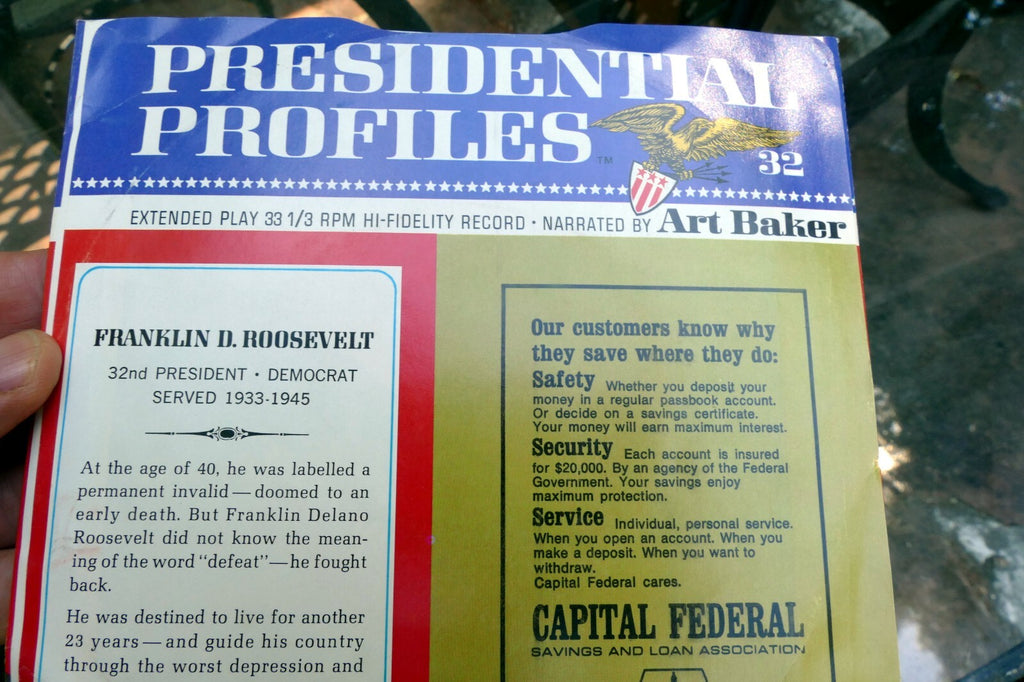 PRESIDENTIAL
PROFILES™
32
EXTENDED PLAY 33 1/3 RPM HI-FIDELITY RECORD · NARRATED BY Art Baker
FRANKLIN D. ROOSEVELT
32nd PRESIDENT · DEMOCRAT
SERVED 1933-1945
At the age of 40, he was labelled a
permanent invalid — doomed to an
early death. But Franklin Delano
Roosevelt did not know the mean-
ing of the word "defeat" — he fought
back.
He was destined to live for another
23 years — and guide his country
through the worst depression and
Our customers know why
they save where they do:
Safety Whether you deposit your
money in a regular passbook account.
Or decide on a savings certificate.
Your money will earn maximum interest.
Security Each account is insured
for $20,000. By an agency of the Federal
Government. Your savings enjoy
maximum protection.
Service Individual, personal service.
When you open an account. When you
make a deposit. When you want to
withdraw.
Capital Federal cares.
CAPITAL FEDERAL
SAVINGS AND LOAN ASSOCIATION